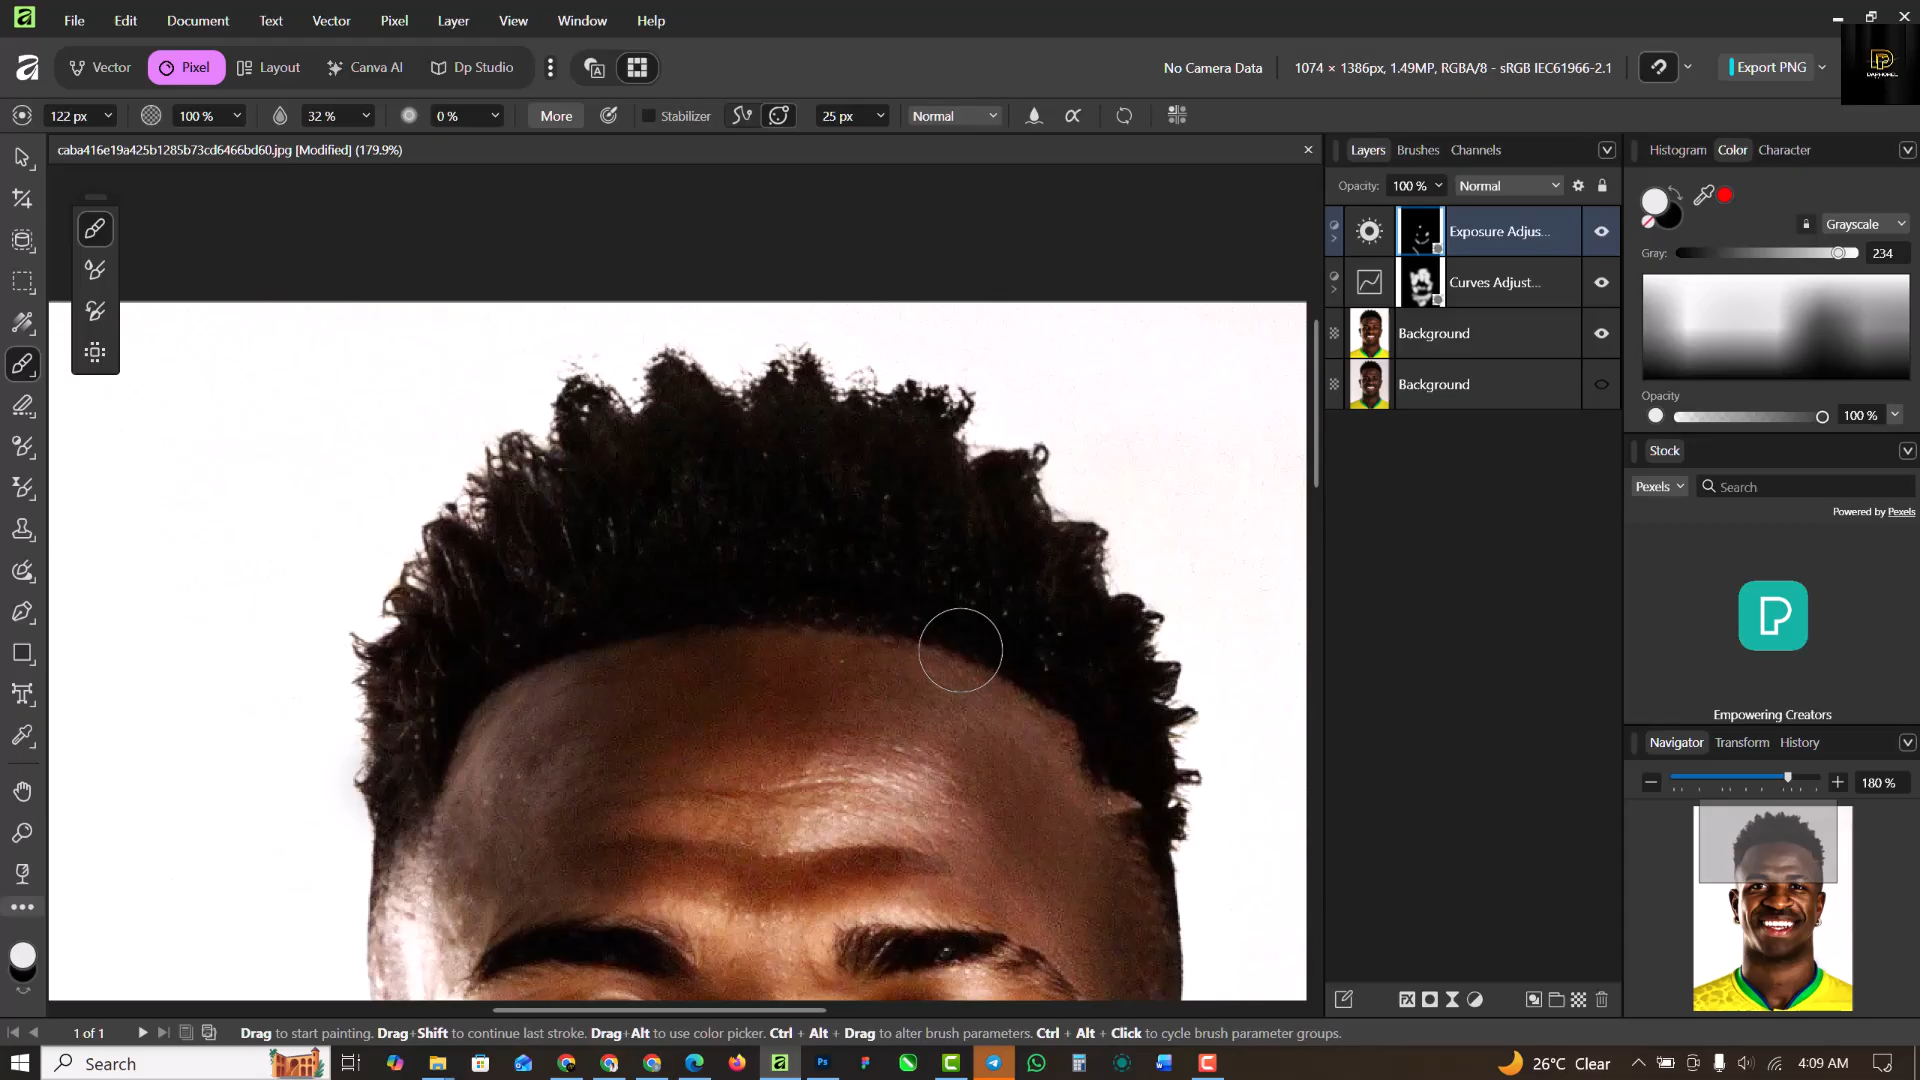 File Edit Document Text Vector Pixel Layer View Window Help
Vector Pixel Layout Canva AI Dp Studio No Camera Data 1074 × 1386px, 1.49MP, RGBA/8 - sRGB IEC61966-2.1 Export PNG
122 px 100 % 32 % 0 % More Stabilizer 25 px Normal
caba416e19a425b1285b73cd6466bd60.jpg [Modified] (179.9%)
Layers Brushes Channels
Opacity: 100 % Normal
Exposure Adjus...
Curves Adjust...
Background
Background
Histogram Color Character
Grayscale
Gray: 234
Opacity
100 %
Stock
Pexels Search
Powered by Pexels
Empowering Creators
Navigator Transform History
180 %
1 of 1 Drag to start painting. Drag+Shift to continue last stroke. Drag+Alt to use color picker. Ctrl + Alt + Drag to alter brush parameters. Ctrl + Alt + Click to cycle brush parameter groups.
Search 26°C Clear 4:09 AM